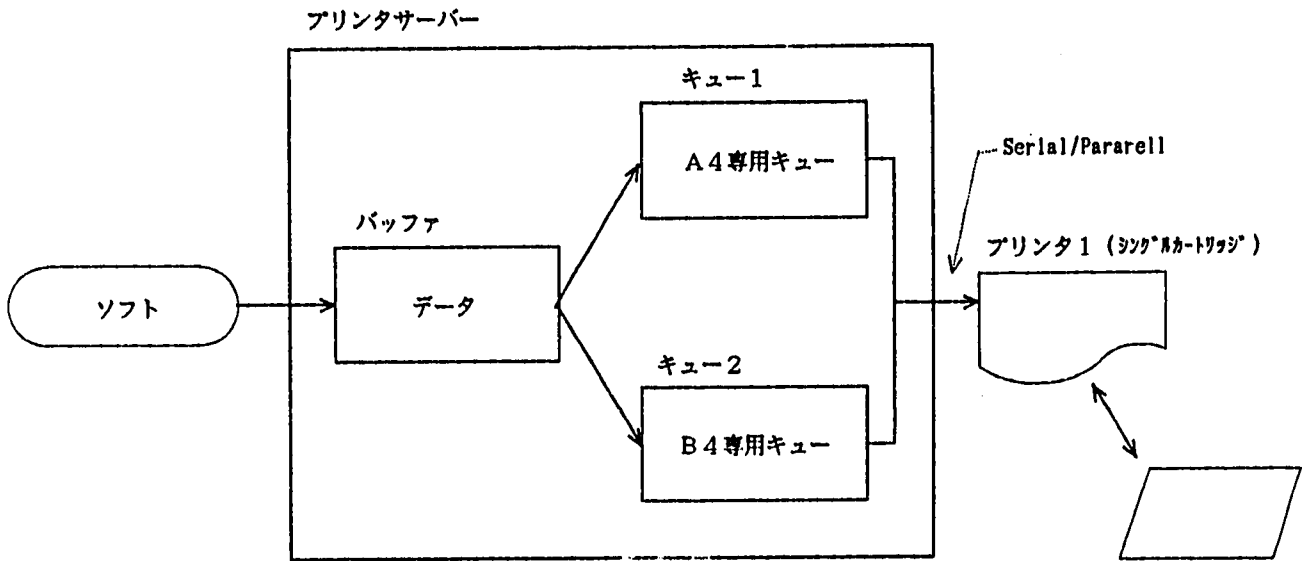 プリンタサーバー
キュー1
A4専用キュー
Serial/Pararell
バッファ
プリンタ1 (ｼﾝｸﾞﾙｶｰﾄﾘｯｼﾞ)
ソフト
データ
キュー2
B4専用キュー